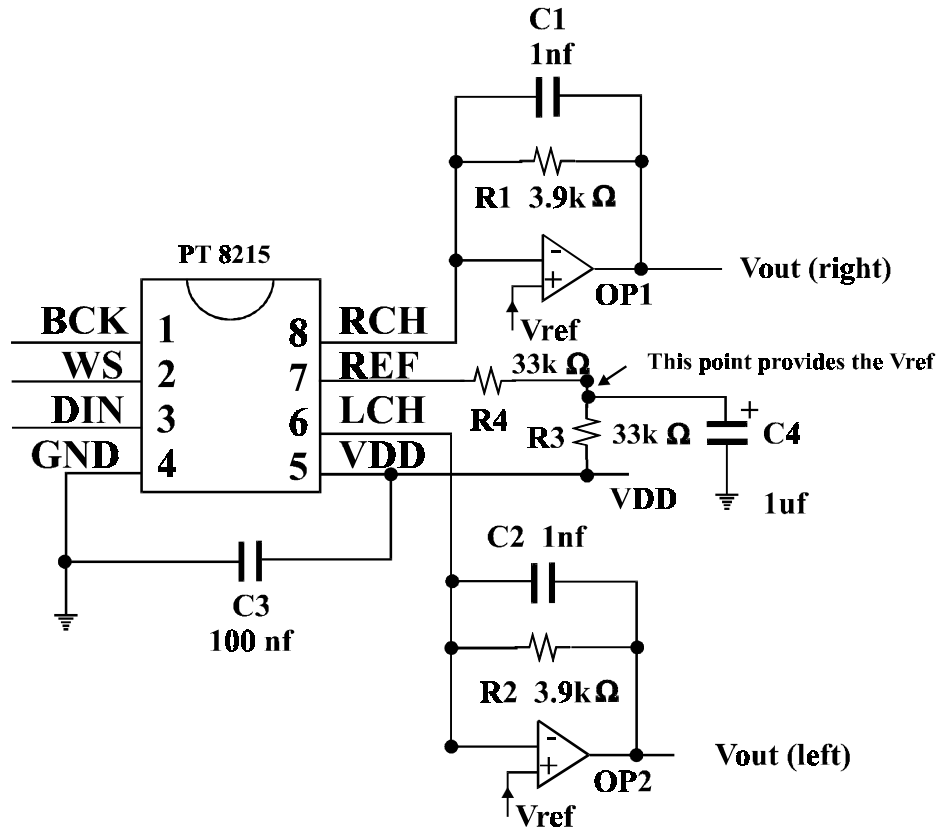 C1
1nf
R1 3.9k Ω
PT 8215
-
+
OP1
Vout (right)
Vref
BCK 1 8 RCH
WS 2 7 REF
DIN 3 6 LCH
GND 4 5 VDD
33k Ω
This point provides the Vref
R4
R3 33k Ω
+
C4
1uf
VDD
C3
100 nf
C2 1nf
R2 3.9k Ω
-
+
OP2
Vout (left)
Vref